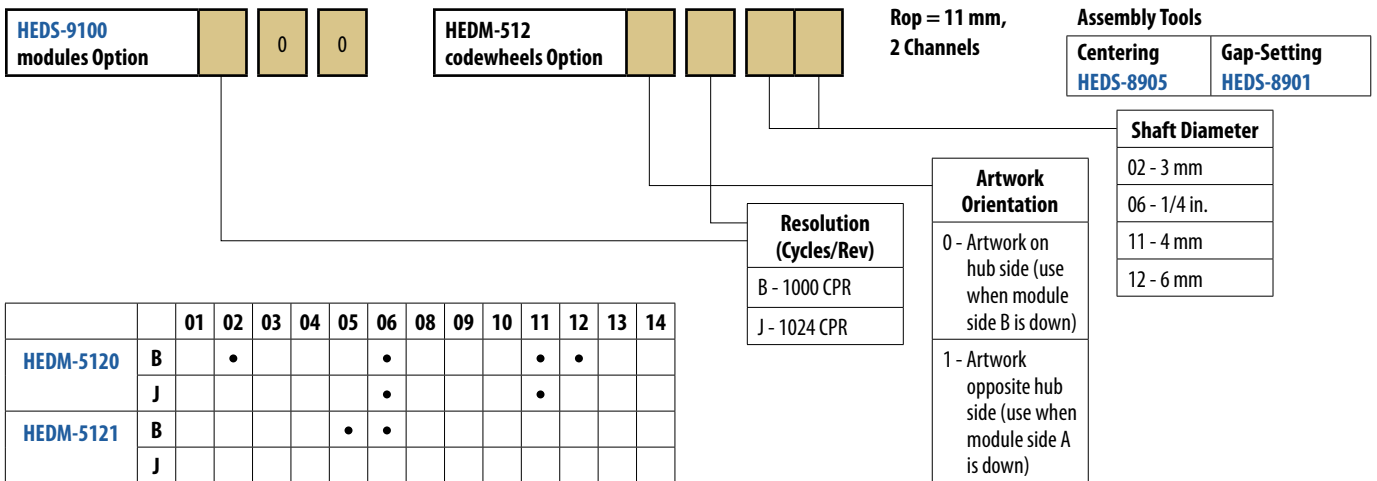 HEDS-9100
modules Option
0
0
HEDM-512
codewheels Option
Rop = 11 mm,
2 Channels
Assembly Tools
Centering
HEDS-8905
Gap-Setting
HEDS-8901
Shaft Diameter
02 - 3 mm
06 - 1/4 in.
11 - 4 mm
12 - 6 mm
Artwork
Orientation
0 - Artwork on
hub side (use
when module
side B is down)
1 - Artwork
opposite hub
side (use when
module side A
is down)
Resolution
(Cycles/Rev)
B - 1000 CPR
J - 1024 CPR
01 02 03 04 05 06 08 09 10 11 12 13 14
HEDM-5120 B • • • •
J • •
HEDM-5121 B • •
J